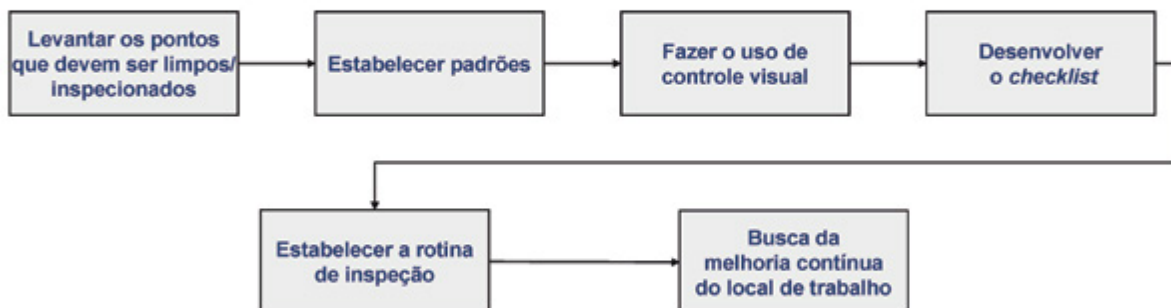 Levantar os pontos
que devem ser limpos/
inspecionados
Estabelecer padrões
Fazer o uso de
controle visual
Desenvolver
o checklist
Estabelecer a rotina
de inspeção
Busca da
melhoria contínua
do local de trabalho